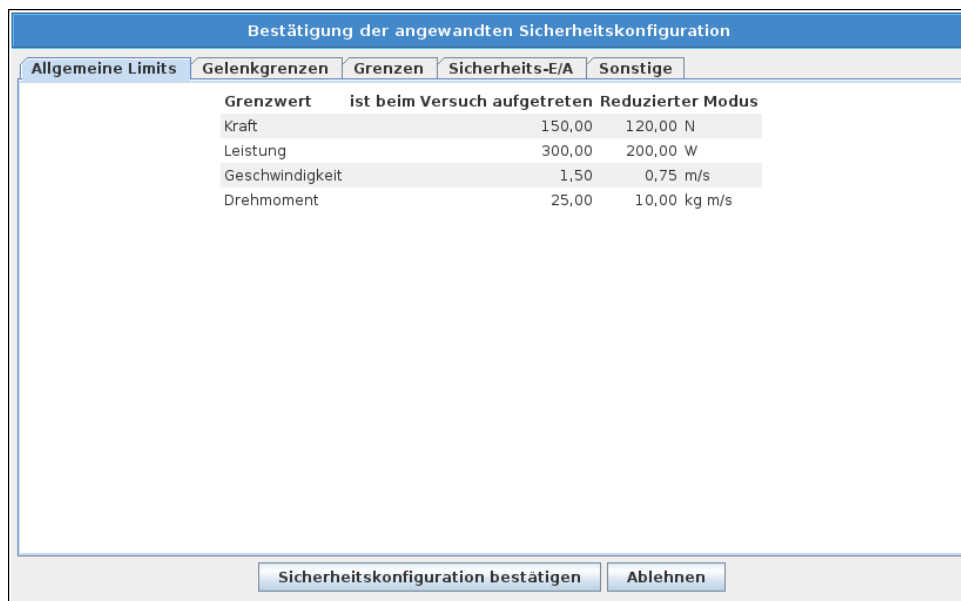 Bestätigung der angewandten Sicherheitskonfiguration
Allgemeine Limits Gelenkgrenzen Grenzen Sicherheits-E/A Sonstige
Grenzwert ist beim Versuch aufgetreten Reduzierter Modus
Kraft 150,00 120,00 N
Leistung 300,00 200,00 W
Geschwindigkeit 1,50 0,75 m/s
Drehmoment 25,00 10,00 kg m/s
Sicherheitskonfiguration bestätigen Ablehnen